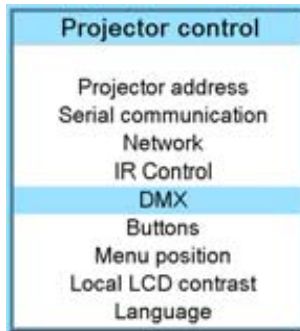 Projector control
Projector address
Serial communication
Network
IR Control
DMX
Buttons
Menu position
Local LCD contrast
Language